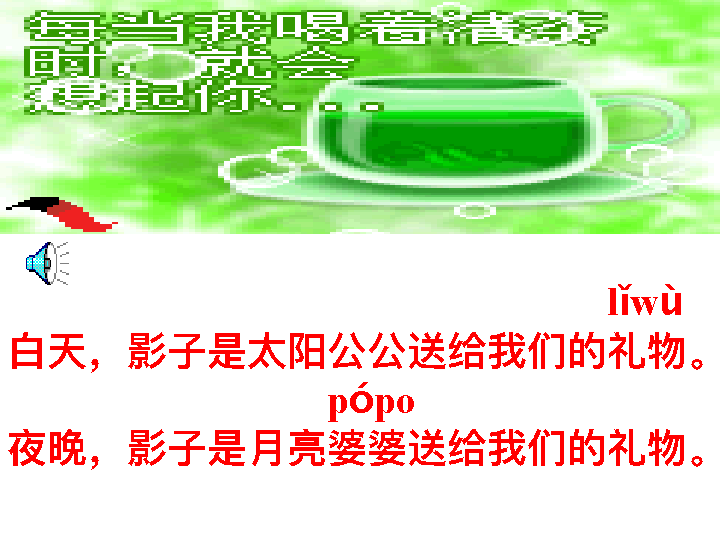 每当我喝着清茶
时，就会
想起你...
lǐwù
白天，影子是太阳公公送给我们的礼物。
pópo
夜晚，影子是月亮婆婆送给我们的礼物。